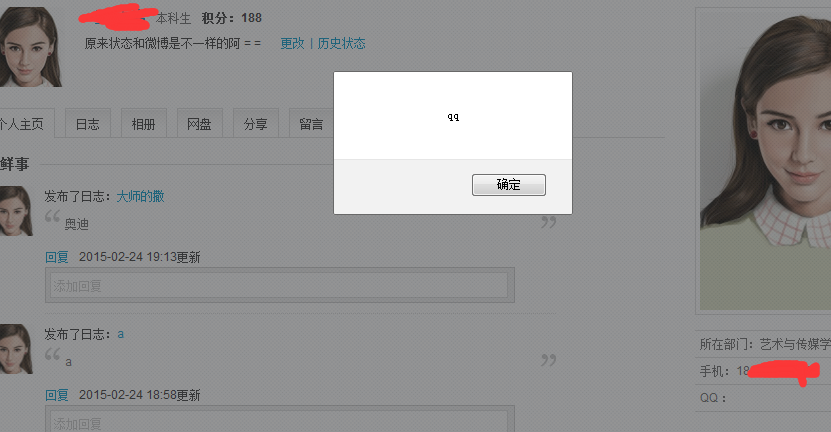 本科生 积分：188
原来状态和微博是不一样的阿 = = 更改 | 历史状态
个人主页 日志 相册 网盘 分享 留言
qq
确定
鲜事
发布了日志：大师的撒
“ 奥迪 ”
回复 2015-02-24 19:13更新
添加回复
发布了日志：a
“ a ”
回复 2015-02-24 18:58更新
添加回复
所在部门：艺术与传媒学
手机：18
QQ：